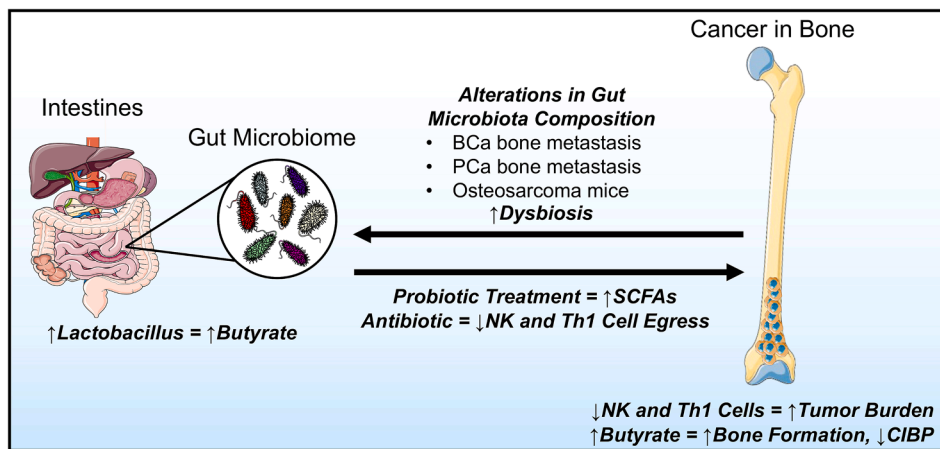 Cancer in Bone
Intestines
Gut Microbiome
Alterations in Gut
Microbiota Composition
• BCa bone metastasis
• PCa bone metastasis
• Osteosarcoma mice
↑Dysbiosis
Probiotic Treatment = ↑SCFAs
Antibiotic = ↓NK and Th1 Cell Egress
↑Lactobacillus = ↑Butyrate
↓NK and Th1 Cells = ↑Tumor Burden
↑Butyrate = ↑Bone Formation, ↓CIBP